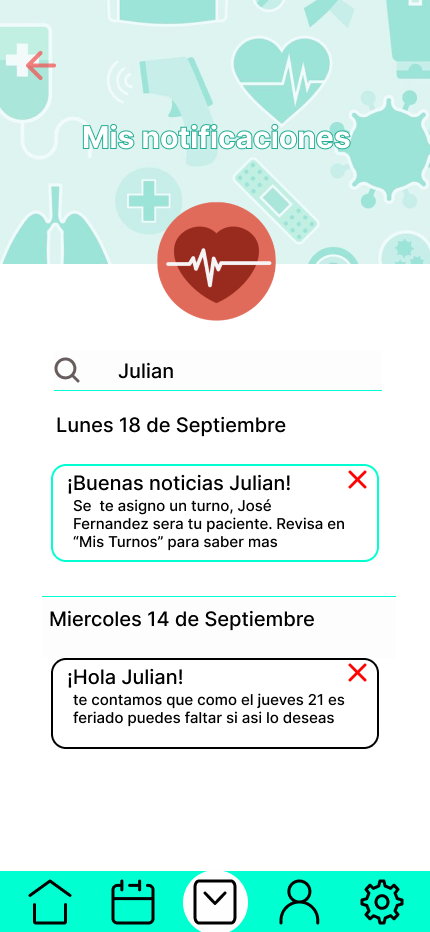 Mis notificaciones
Julian
Lunes 18 de Septiembre
¡Buenas noticias Julian!
Se te asigno un turno, José
Fernandez sera tu paciente. Revisa en
“Mis Turnos” para saber mas
Miercoles 14 de Septiembre
¡Hola Julian!
te contamos que como el jueves 21 es
feriado puedes faltar si asi lo deseas